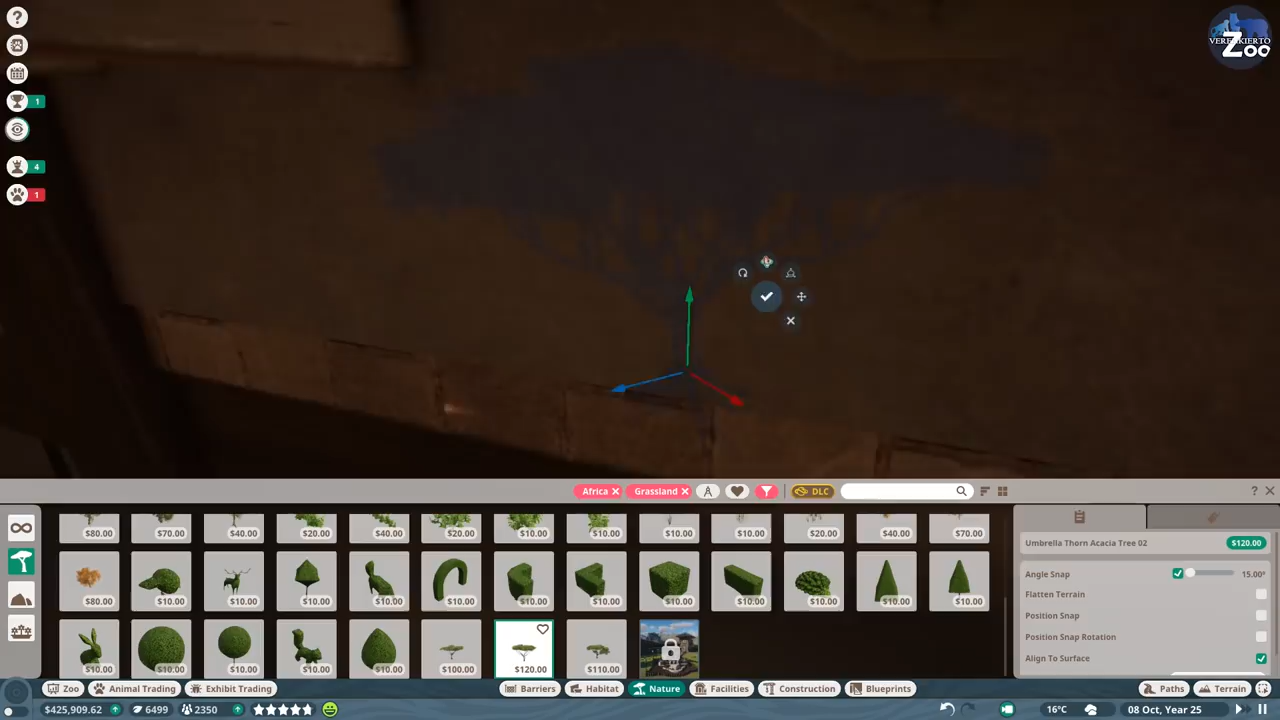 VEREKKIERTO
Zoo
1
4
1
Africa ✕ Grassland ✕ DLC
$80.00 $70.00 $40.00 $20.00 $40.00 $20.00 $10.00 $10.00 $10.00 $10.00 $20.00 $40.00 $70.00
$80.00 $10.00 $10.00 $10.00 $10.00 $10.00 $10.00 $10.00 $10.00 $10.00 $10.00 $10.00 $10.00
$10.00 $10.00 $10.00 $10.00 $10.00 $100.00 $120.00 $110.00
Umbrella Thorn Acacia Tree 02 $120.00
Angle Snap 15.00°
Flatten Terrain
Position Snap
Position Snap Rotation
Align To Surface
Zoo Animal Trading Exhibit Trading Barriers Habitat Nature Facilities Construction Blueprints Paths Terrain
$425,909.62 6499 2350 16°C 08 Oct, Year 25